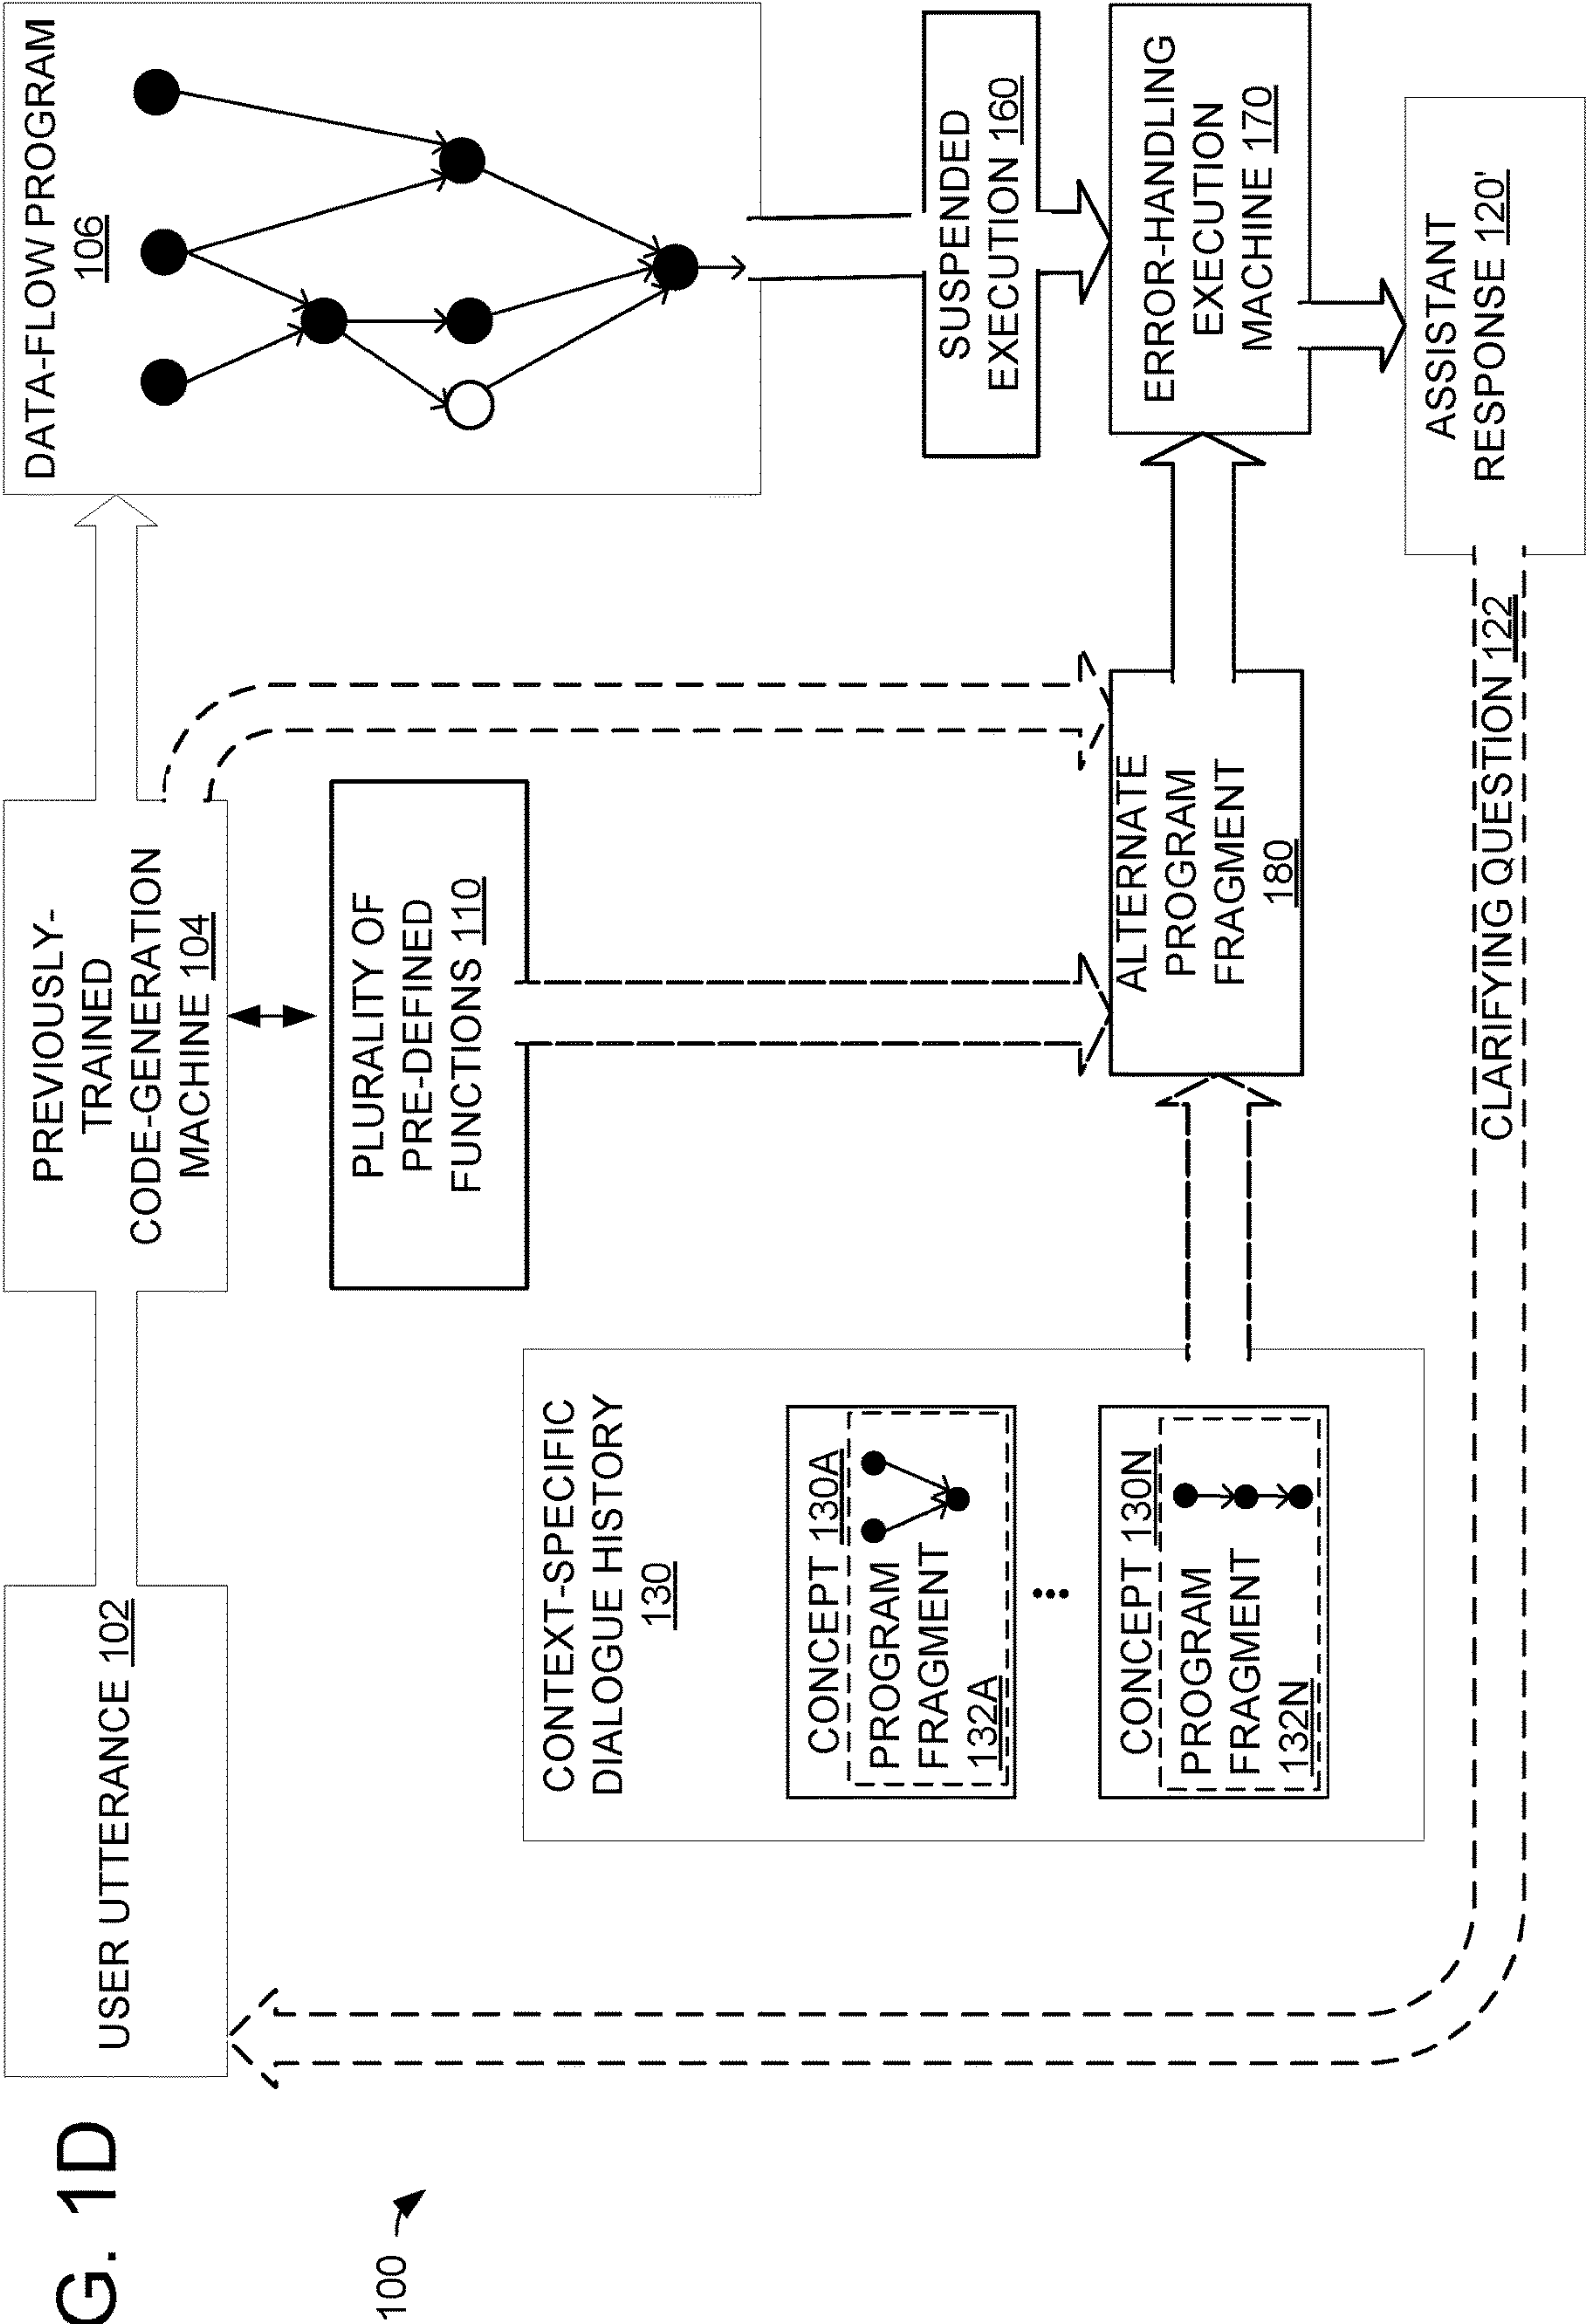 G. 1D
100
USER UTTERANCE 102
PREVIOUSLY-
TRAINED
CODE-GENERATION
MACHINE 104
DATA-FLOW PROGRAM
106
PLURALITY OF
PRE-DEFINED
FUNCTIONS 110
CONTEXT-SPECIFIC
DIALOGUE HISTORY
130
CONCEPT 130A
PROGRAM
FRAGMENT
132A
CONCEPT 130N
PROGRAM
FRAGMENT
132N
ALTERNATE
PROGRAM
FRAGMENT
180
SUSPENDED
EXECUTION 160
ERROR-HANDLING
EXECUTION
MACHINE 170
ASSISTANT
RESPONSE 120'
CLARIFYING QUESTION 122